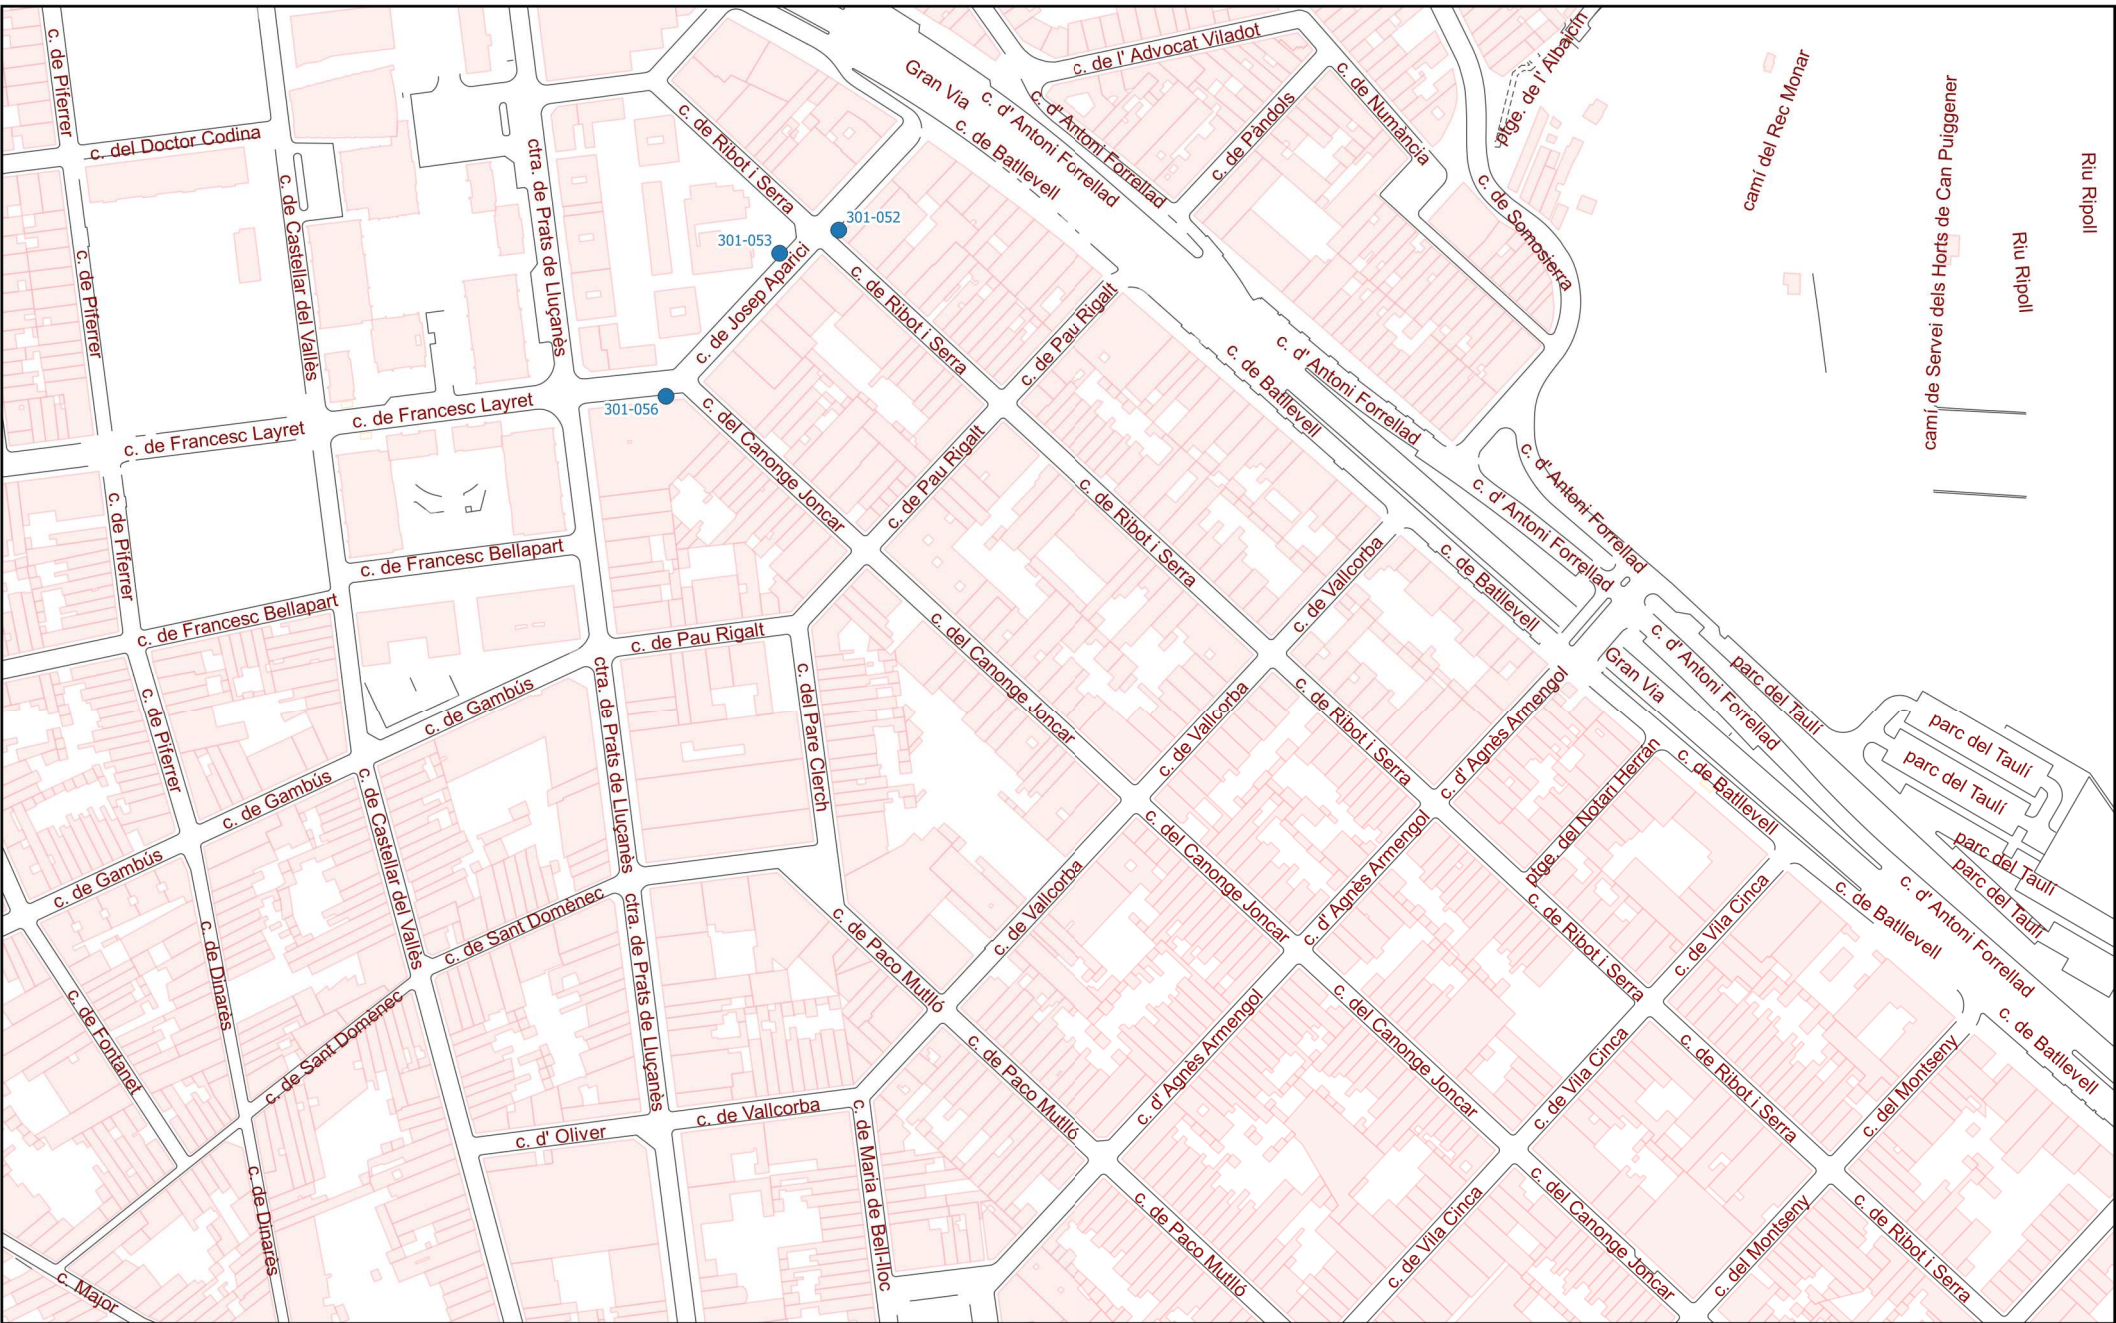 c. de Piferrer
c. del Doctor Codina
c. de Piferrer
c. de Castellar del Vallès
ctra. de Prats de Lluçanès
c. de Ribot i Serra
Gran Via
c. d' Antoni Forrellad
c. de Batllevell
c. d' Antoni Forrellad
c. de l' Advocat Viladot
c. de Pàndols
c. de Numància
ptge. de l' Albaicín
c. de Somosierra
camí del Rec Monar
camí de Servei dels Horts de Can Puiggener
Riu Ripoll
Riu Ripoll
301-052
301-053
c. de Josep Aparici
c. de Ribot i Serra
c. de Pau Rigalt
301-056
c. de Francesc Layret
c. de Francesc Layret
c. del Canonge Joncar
c. de Pau Rigalt
c. de Batllevell
c. d' Antoni Forrellad
c. d' Antoni Forrellad
c. d' Antoni Forrellad
c. de Piferrer
c. de Francesc Bellapart
c. de Francesc Bellapart
c. de Ribot i Serra
c. de Vallcorba
c. de Batllevell
c. de Pau Rigalt
c. del Canonge Joncar
c. de Piferrer
c. de Gambús
ctra. de Prats de Lluçanès
c. del Pare Clerch
c. de Vallcorba
c. de Ribot i Serra
c. d' Agnès Armengol
Gran Via
c. d' Antoni Forrellad
parc del Taulí
parc del Taulí
parc del Taulí
parc del Taulí
parc del Taulí
c. de Gambús
c. de Gambús
c. de Castellar del Vallès
ptge. del Notari Herran
c. de Batllevell
c. del Canonge Joncar
c. d' Agnès Armengol
c. de Vallcorba
c. de Ribot i Serra
c. de Vila Cinca
c. de Batllevell
c. d' Antoni Forrellad
c. de Sant Domènec
c. de Dinarès
c. de Fontanet
c. de Sant Domènec
ctra. de Prats de Lluçanès
c. de Paco Mutlló
c. de Paco Mutlló
c. d' Agnès Armengol
c. del Canonge Joncar
c. de Vila Cinca
c. de Ribot i Serra
c. del Montseny
c. de Batllevell
c. d' Oliver
c. de Vallcorba
c. de Maria de Bell-lloc
c. de Dinarès
c. Major
c. de Paco Mutlló
c. de Vila Cinca
c. del Canonge Joncar
c. del Montseny
c. de Ribot i Serra